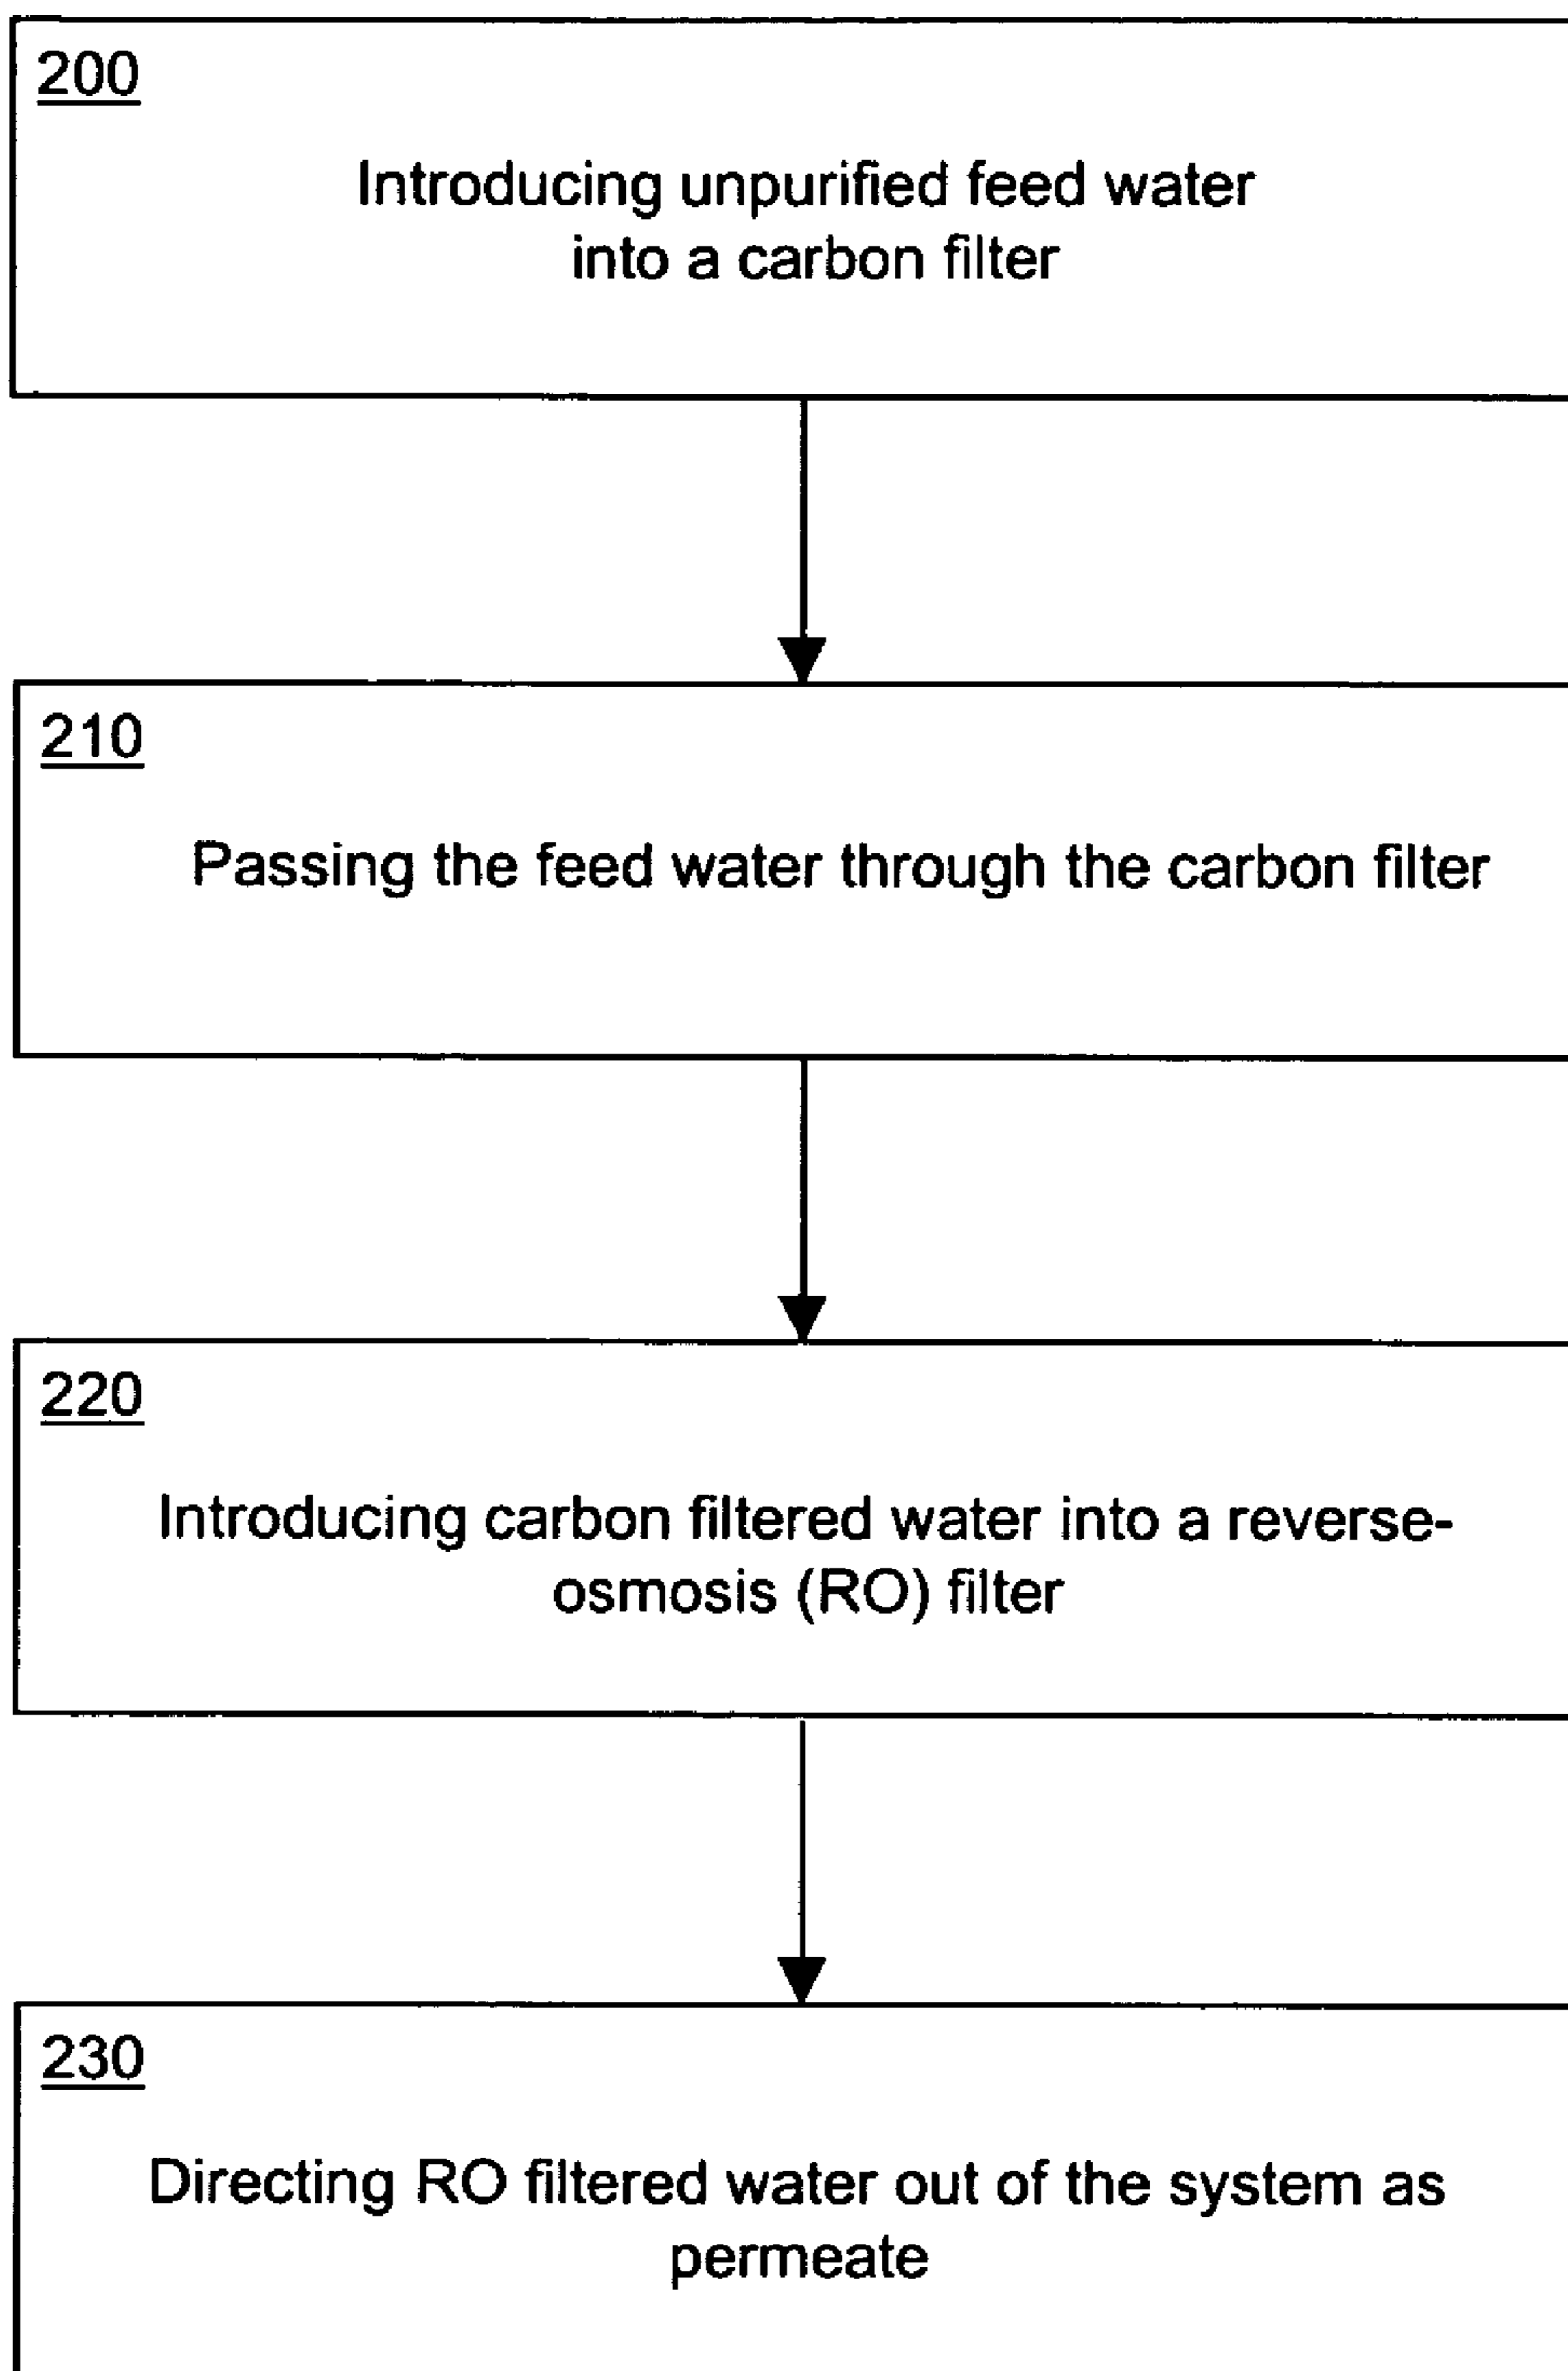 200
Introducing unpurified feed water
into a carbon filter
210
Passing the feed water through the carbon filter
220
Introducing carbon filtered water into a reverse-
osmosis (RO) filter
230
Directing RO filtered water out of the system as
permeate